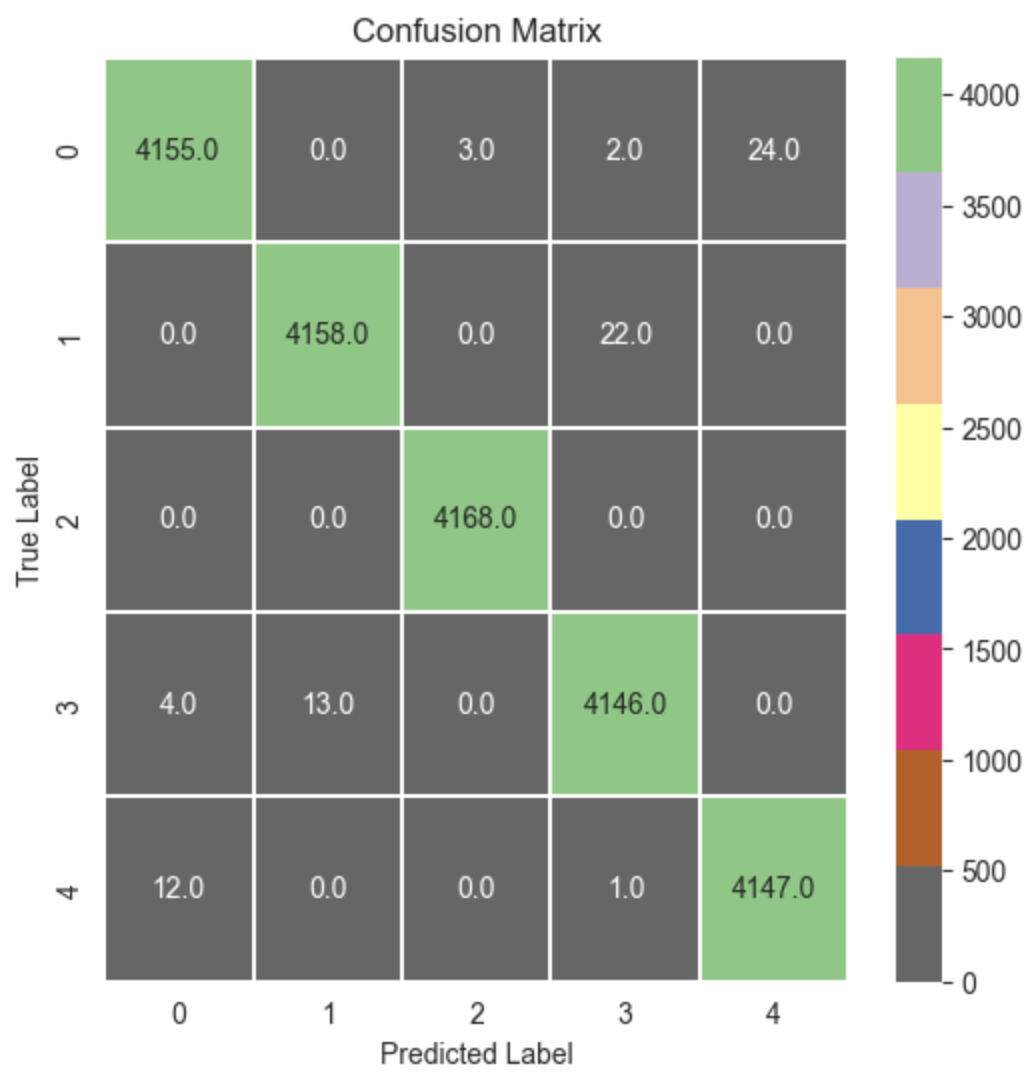 Confusion Matrix
0 4155.0 0.0 3.0 2.0 24.0
1 0.0 4158.0 0.0 22.0 0.0
2 0.0 0.0 4168.0 0.0 0.0
3 4.0 13.0 0.0 4146.0 0.0
4 12.0 0.0 0.0 1.0 4147.0
True Label
0 1 2 3 4
Predicted Label
4000
3500
3000
2500
2000
1500
1000
500
0